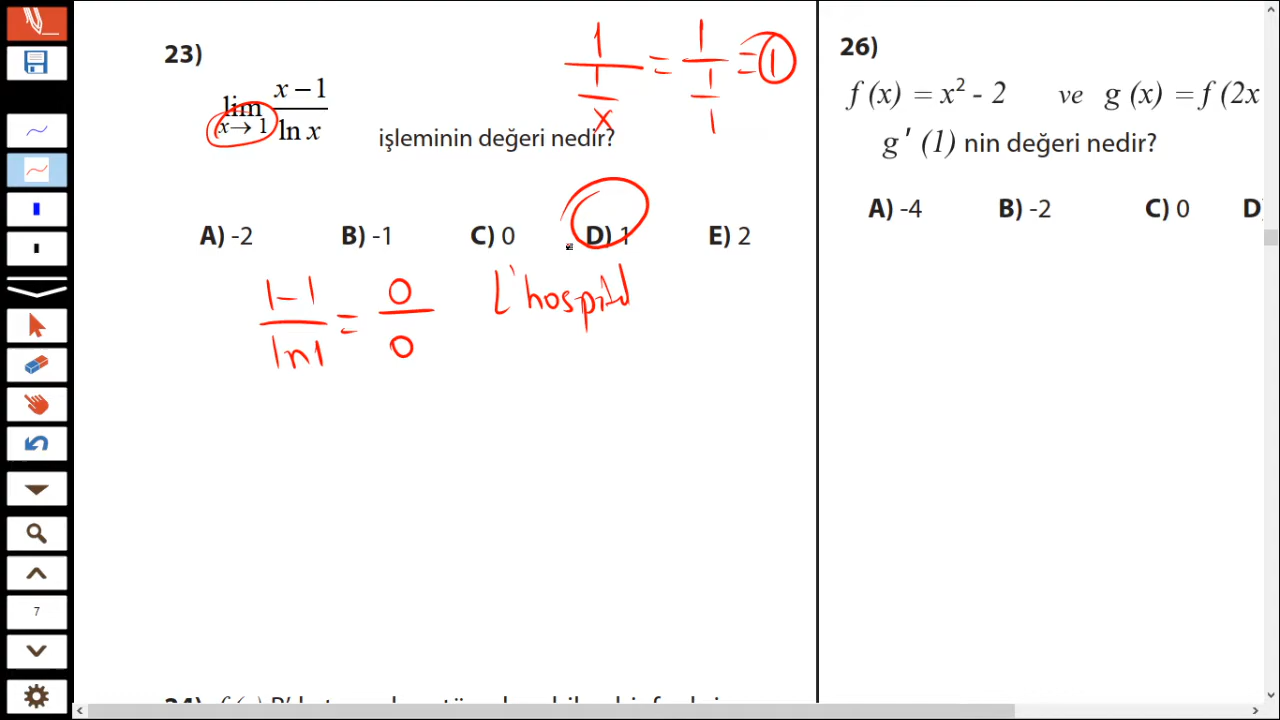 23)
lim x→1 (x − 1)/(ln x) işleminin değeri nedir?
A) -2 B) -1 C) 0 D) 1 E) 2
1/(1/x) = 1/(1/1) = 1
(1-1)/(ln1) = 0/0 L'hospital
26)
f (x) = x² - 2 ve g (x) = f (2x
g ′ (1) nin değeri nedir?
A) -4 B) -2 C) 0 D)
7